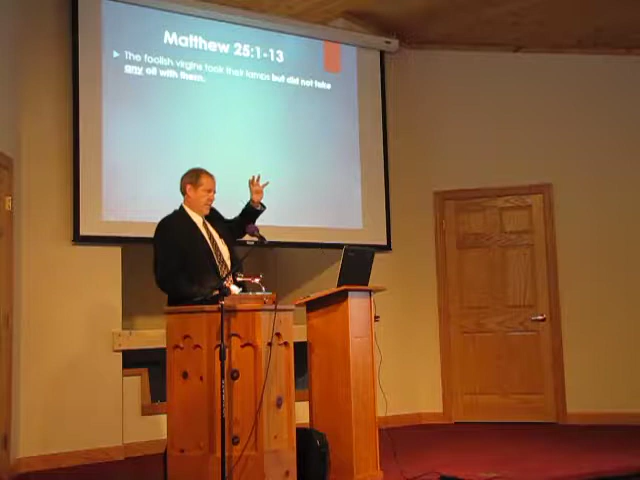 Matthew 25:1-13
The foolish virgins took their lamps but did not take
any oil with them.